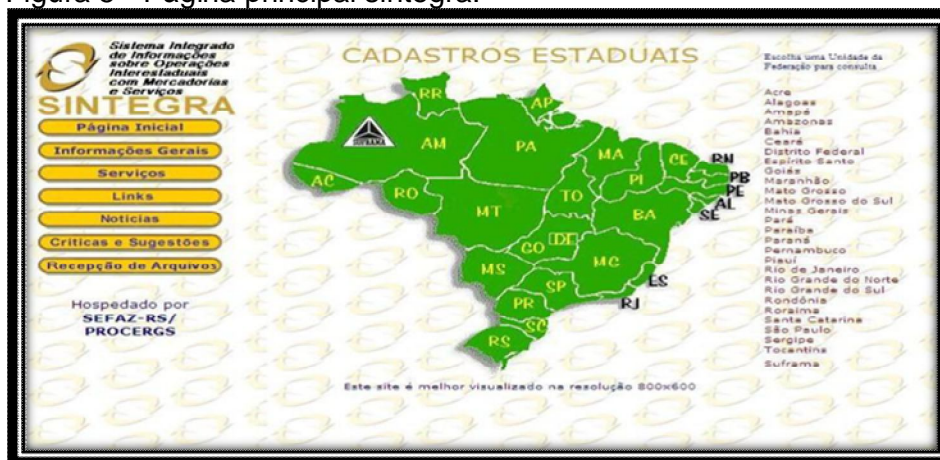 Figura 3 - Página principal sintegra.
Sistema Integrado
de Informações
sobre Operações
Interestaduais
com Mercadorias
e Serviços
SINTEGRA
Página Inicial
Informações Gerais
Serviços
Links
Notícias
Críticas e Sugestões
Recepção de Arquivos
Hospedado por
SEFAZ-RS/
PROCERGS
CADASTROS ESTADUAIS
RR
AP
SUFRAMA
AM
PA
MA
CE
RN
PB
PE
AL
SE
PI
AC
RO
TO
MT
BA
GO
DF
MS
MG
ES
SP
RJ
PR
SC
RS
Este site é melhor visualizado na resolução 800x600
Escolha uma Unidade da
Federação para consulta
Acre
Alagoas
Amapá
Amazonas
Bahia
Ceará
Distrito Federal
Espírito Santo
Goiás
Maranhão
Mato Grosso
Mato Grosso do Sul
Minas Gerais
Pará
Paraíba
Paraná
Pernambuco
Piauí
Rio de Janeiro
Rio Grande do Norte
Rio Grande do Sul
Rondônia
Roraima
Santa Catarina
São Paulo
Sergipe
Tocantins
Suframa